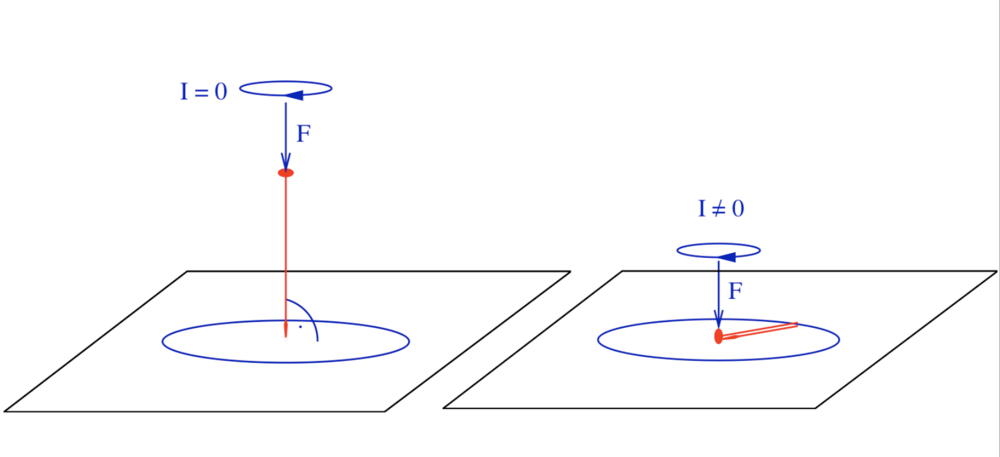 I = 0
F
I ≠ 0
F